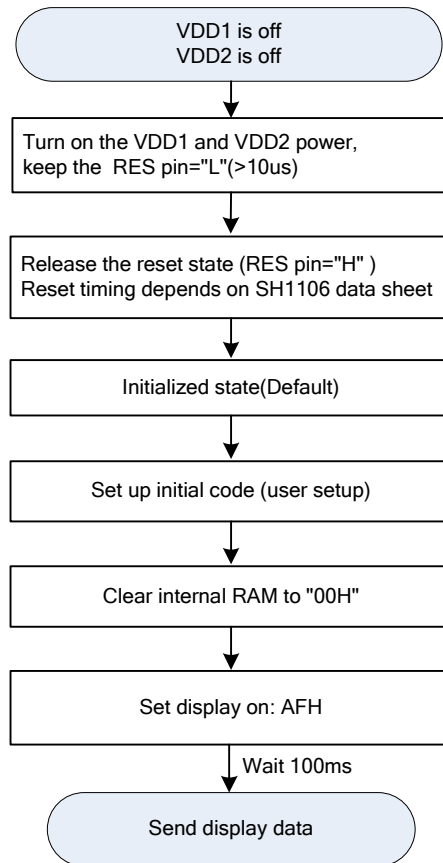 VDD1 is off
VDD2 is off
Turn on the VDD1 and VDD2 power,
keep the RES pin="L"(>10us)
Release the reset state (RES pin="H" )
Reset timing depends on SH1106 data sheet
Initialized state(Default)
Set up initial code (user setup)
Clear internal RAM to "00H"
Set display on: AFH
Wait 100ms
Send display data